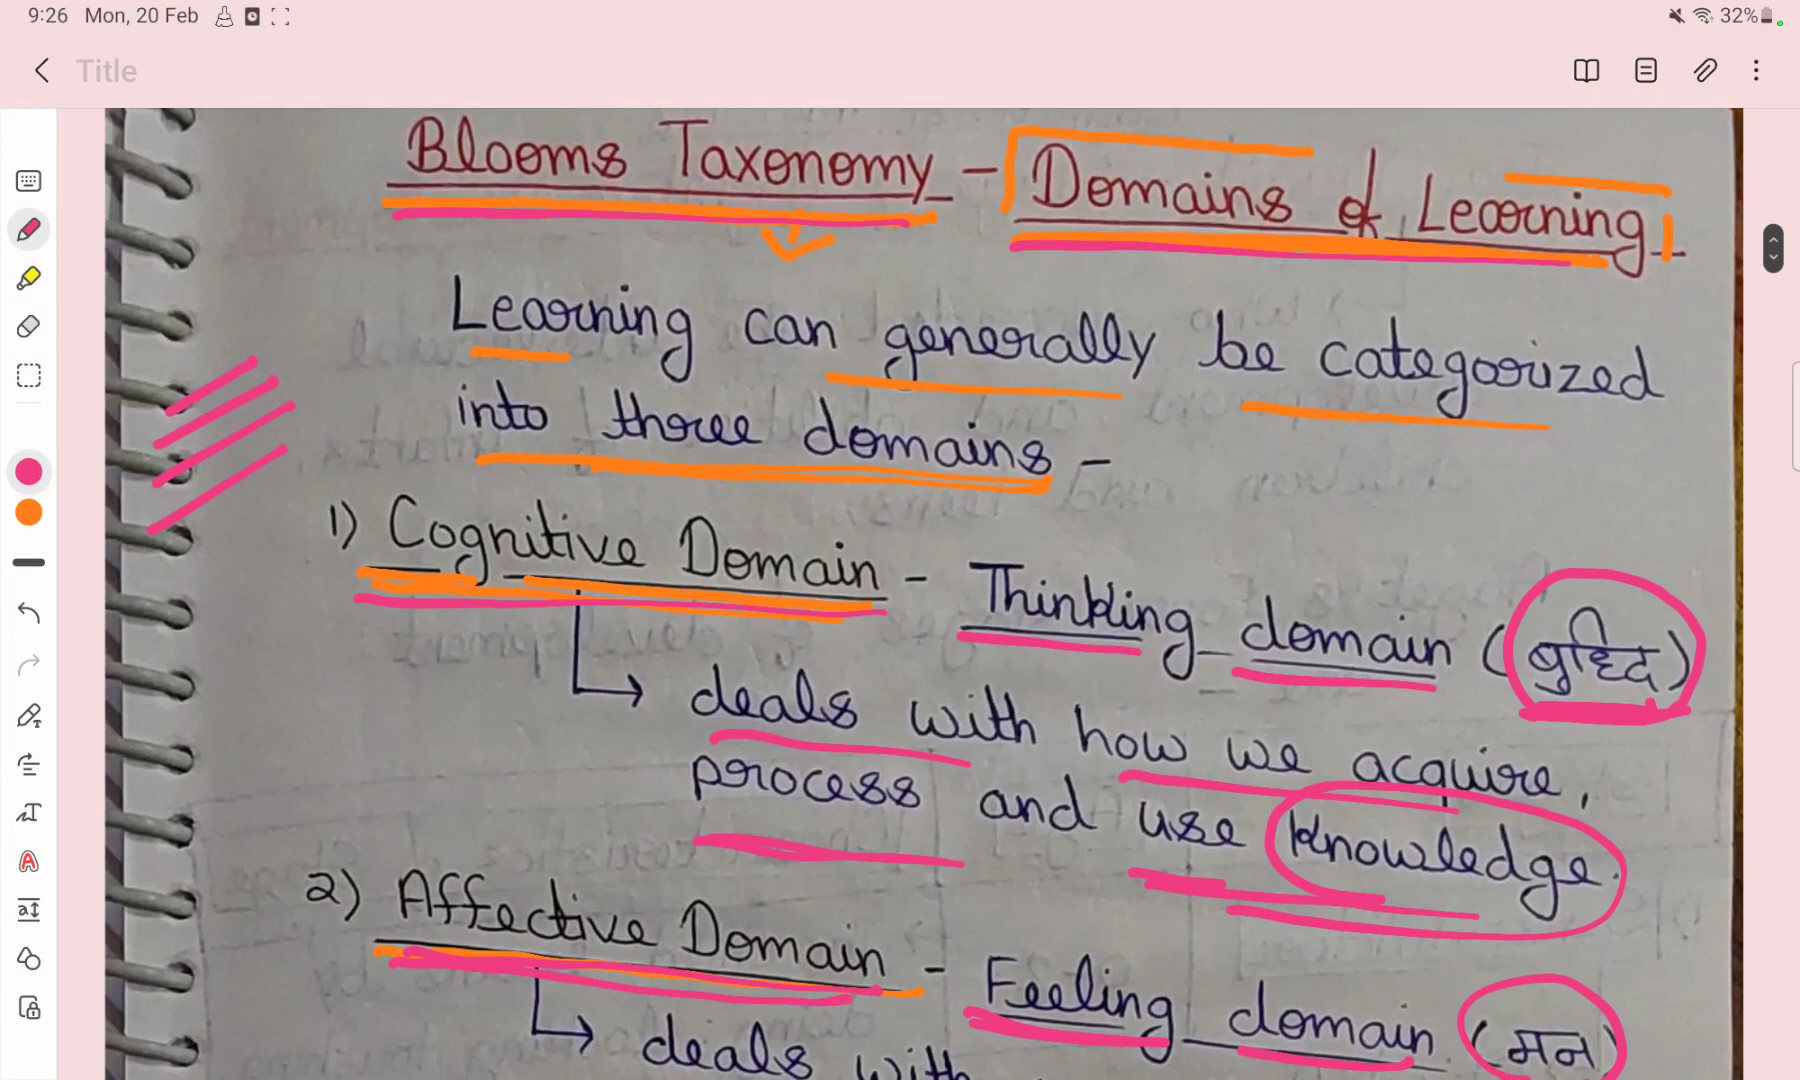 9:26 Mon, 20 Feb
32%
Title
Blooms Taxonomy - Domains of Learning
Learning can generally be categorized
into three domains -
1) Cognitive Domain - Thinking domain (बुद्धि)
deals with how we acquire,
process and use knowledge.
2) Affective Domain - Feeling domain (मन)
deals with